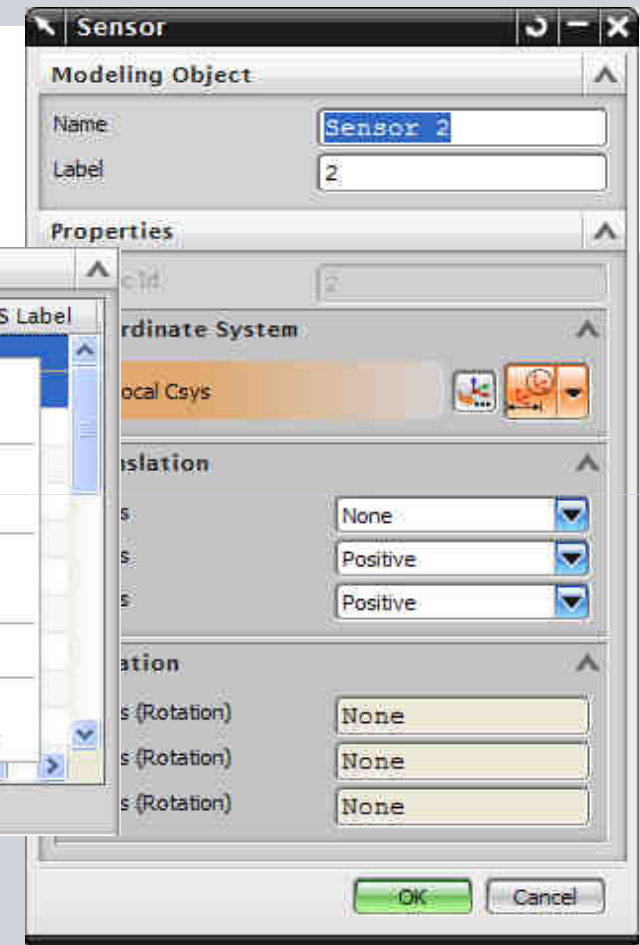 Sensor
Modeling Object
Name
Sensor 2
Label
2
Properties
c Id
2
S Label
rdinate System
ocal Csys
slation
s
None
s
Positive
s
Positive
ation
s (Rotation)
None
s (Rotation)
None
s (Rotation)
None
OK
Cancel